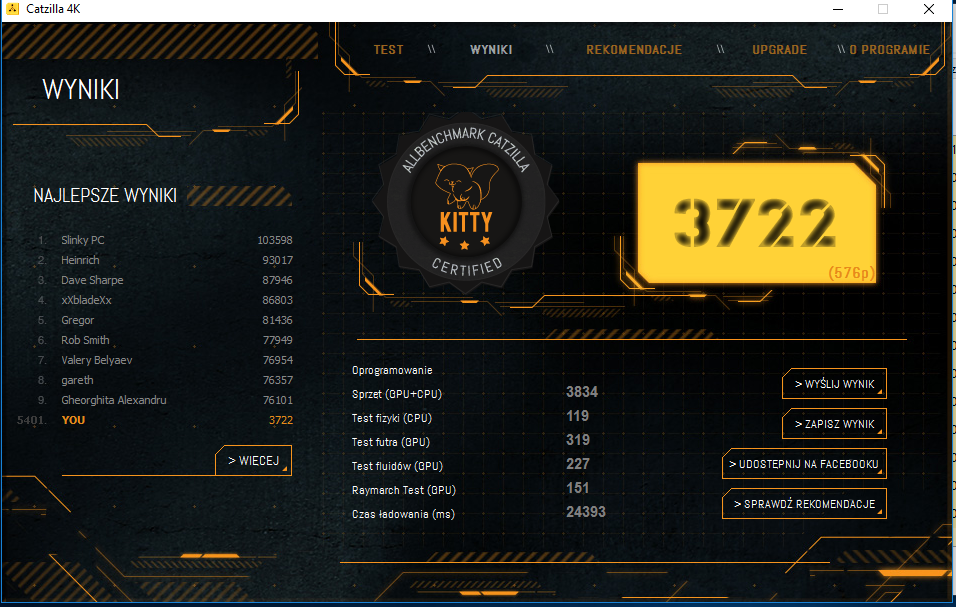 Catzilla 4K
TEST \\ WYNIKI \\ REKOMENDACJE \\ UPGRADE \\ O PROGRAMIE
WYNIKI
NAJLEPSZE WYNIKI
1. Slinky PC 103598
2. Heinrich 93017
3. Dave Sharpe 87946
4. xXbladeXx 86803
5. Gregor 81436
6. Rob Smith 77949
7. Valery Belyaev 76954
8. gareth 76357
9. Gheorghita Alexandru 76101
5401. YOU 3722
> WIECEJ
ALLBENCHMARK CATZILLA
KITTY
CERTIFIED
3722
(576p)
Oprogramowanie
Sprzęt (GPU+CPU) 3834
Test fizyki (CPU) 119
Test futra (GPU) 319
Test fluidów (GPU) 227
Raymarch Test (GPU) 151
Czas ładowania (ms) 24393
> WYŚLIJ WYNIK
> ZAPISZ WYNIK
> UDOSTEPNIJ NA FACEBOOKU
> SPRAWDŹ REKOMENDACJE